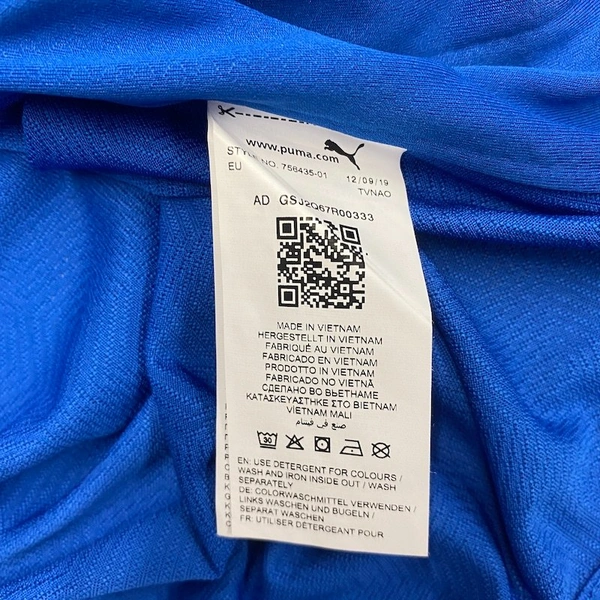 www.puma.com
STYLE NO. 758435-01 12/09/19
EU TVNAO
AD GSJ2Q67R00333
MADE IN VIETNAM
HERGESTELLT IN VIETNAM
FABRIQUÉ AU VIETNAM
FABRICADO EN VIETNAM
PRODOTTO IN VIETNAM
FABRICADO NO VIETNÃ
СДЕЛАНО ВО ВЬЕТНАМЕ
ΚΑΤΑΣΚΕΥΑΣΤΗΚΕ ΣΤΟ ΒΙΕΤΝΑΜ
VİETNAM MALI
صنع في فيتنام
30
EN: USE DETERGENT FOR COLOURS /
WASH AND IRON INSIDE OUT / WASH
SEPARATELY
DE: COLORWASCHMITTEL VERWENDEN /
LINKS WASCHEN UND BUGELN /
SEPARAT WASCHEN
FR: UTILISER DÉTERGEANT POUR